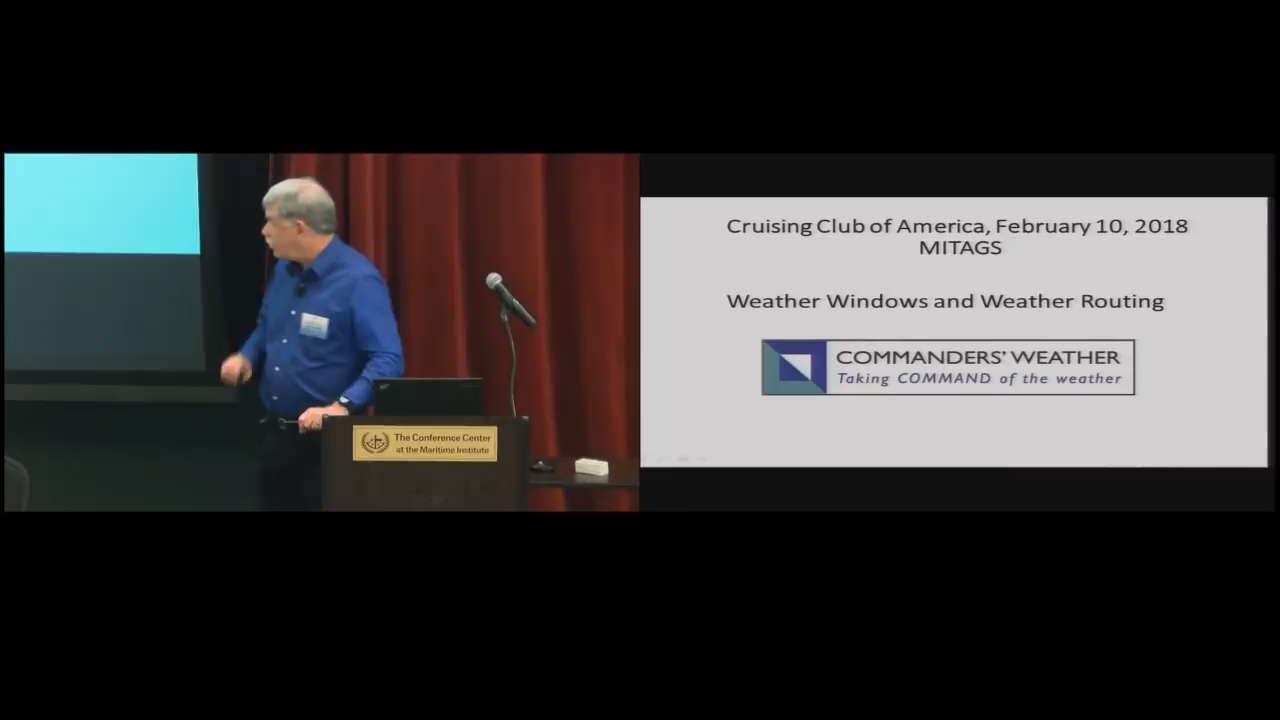 The Conference Center
at the Maritime Institute
Cruising Club of America, February 10, 2018
MITAGS
Weather Windows and Weather Routing
COMMANDERS' WEATHER
Taking COMMAND of the weather